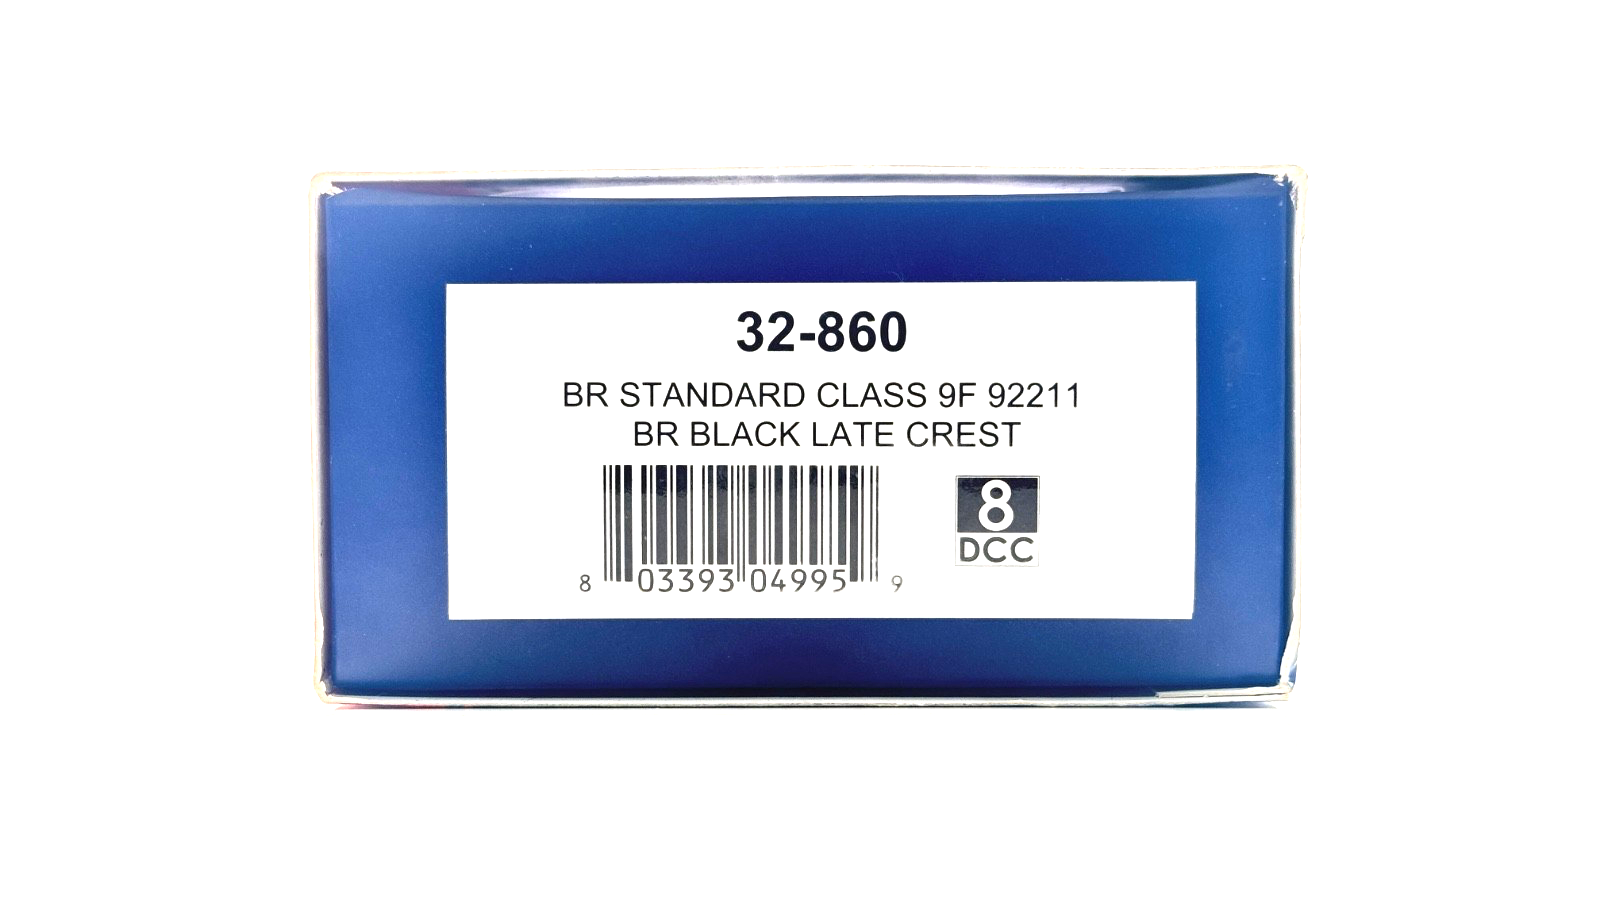 32-860
BR STANDARD CLASS 9F 92211
BR BLACK LATE CREST
8 03393 04995 9
8
DCC